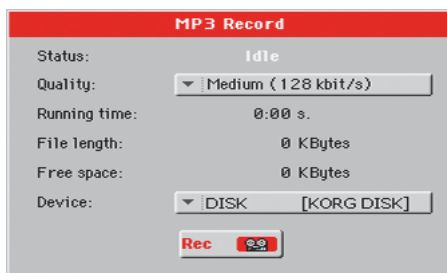 MP3 Record
Status: Idle
Quality: Medium (128 kbit/s)
Running time: 0:00 s.
File length: 0 KBytes
Free space: 0 KBytes
Device: DISK [KORG DISK]
Rec